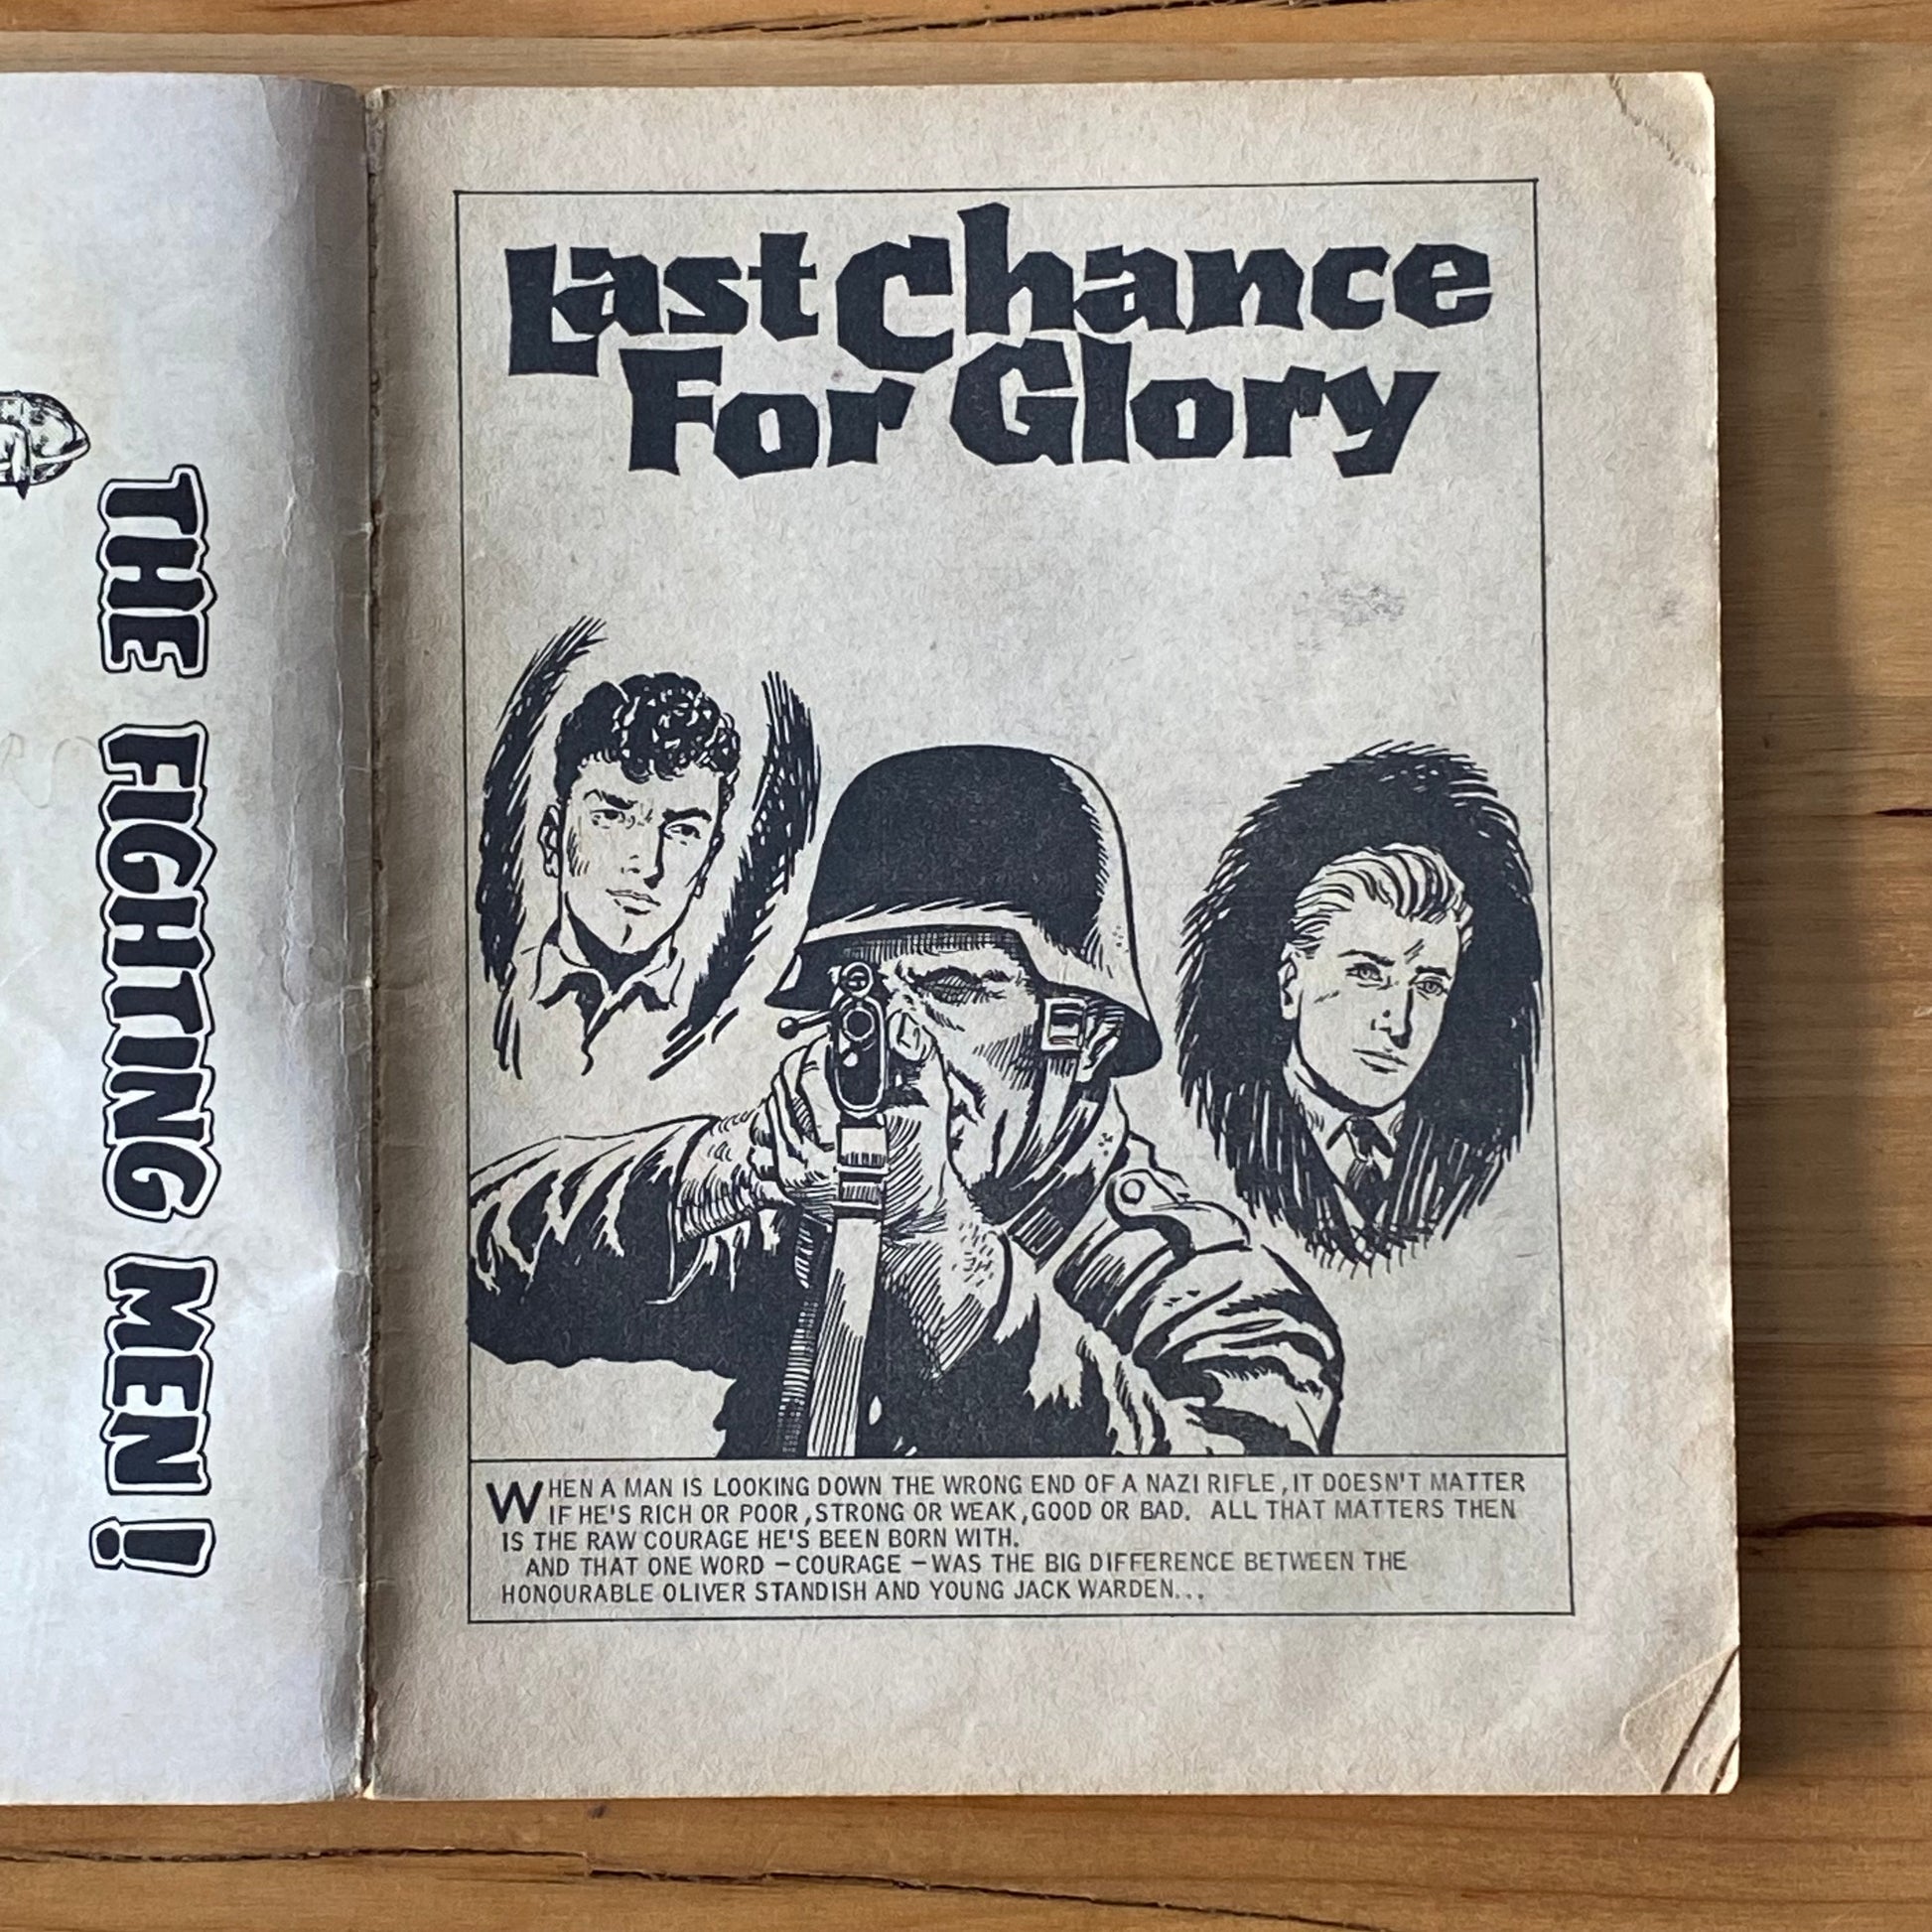 THE FIGHTING MEN!
Last Chance
For Glory
WHEN A MAN IS LOOKING DOWN THE WRONG END OF A NAZI RIFLE, IT DOESN'T MATTER
IF HE'S RICH OR POOR, STRONG OR WEAK, GOOD OR BAD. ALL THAT MATTERS THEN
IS THE RAW COURAGE HE'S BEEN BORN WITH.
AND THAT ONE WORD – COURAGE – WAS THE BIG DIFFERENCE BETWEEN THE
HONOURABLE OLIVER STANDISH AND YOUNG JACK WARDEN...